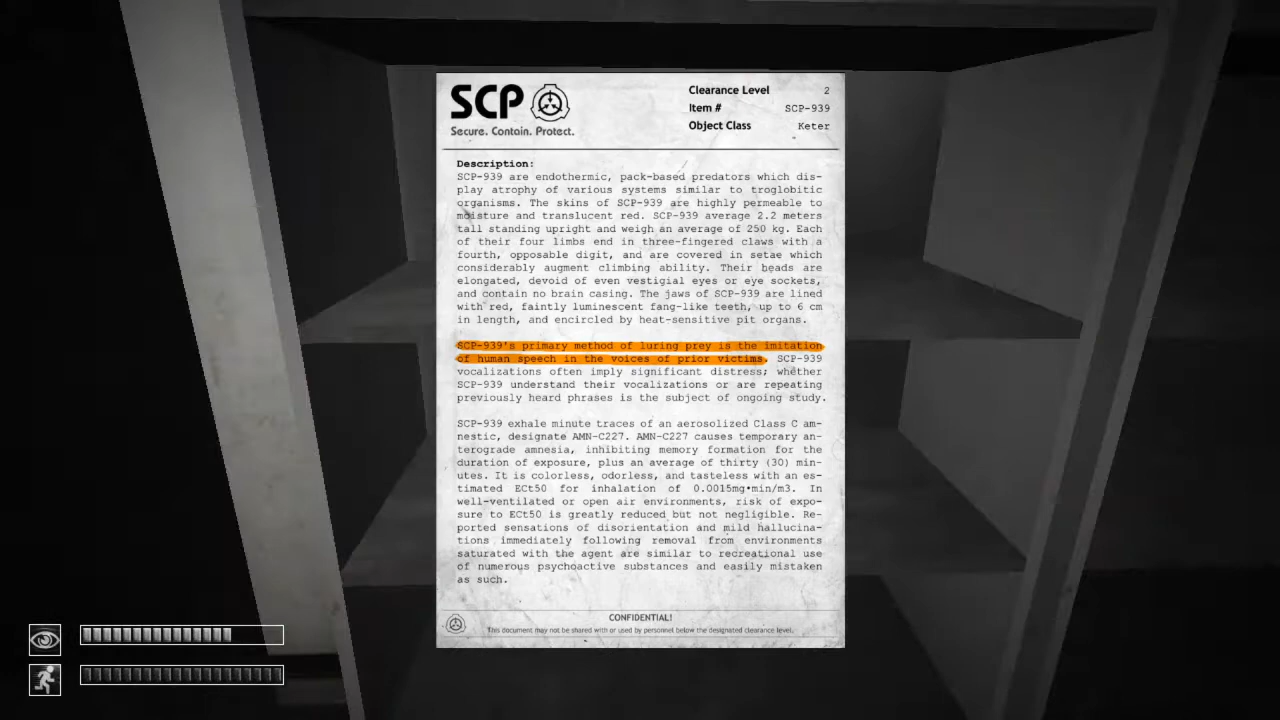 SCP
Secure. Contain. Protect.
Clearance Level 2
Item # SCP-939
Object Class Keter
Description:
SCP-939 are endothermic, pack-based predators which dis-
play atrophy of various systems similar to troglobitic
organisms. The skins of SCP-939 are highly permeable to
moisture and translucent red. SCP-939 average 2.2 meters
tall standing upright and weigh an average of 250 kg. Each
of their four limbs end in three-fingered claws with a
fourth, opposable digit, and are covered in setae which
considerably augment climbing ability. Their heads are
elongated, devoid of even vestigial eyes or eye sockets,
and contain no brain casing. The jaws of SCP-939 are lined
with red, faintly luminescent fang-like teeth, up to 6 cm
in length, and encircled by heat-sensitive pit organs.
SCP-939's primary method of luring prey is the imitation
of human speech in the voices of prior victims. SCP-939
vocalizations often imply significant distress; whether
SCP-939 understand their vocalizations or are repeating
previously heard phrases is the subject of ongoing study.
SCP-939 exhale minute traces of an aerosolized Class C am-
nestic, designate AMN-C227. AMN-C227 causes temporary an-
terograde amnesia, inhibiting memory formation for the
duration of exposure, plus an average of thirty (30) min-
utes. It is colorless, odorless, and tasteless with an es-
timated ECt50 for inhalation of 0.0015mg•min/m3. In
well-ventilated or open air environments, risk of expo-
sure to ECt50 is greatly reduced but not negligible. Re-
ported sensations of disorientation and mild hallucina-
tions immediately following removal from environments
saturated with the agent are similar to recreational use
of numerous psychoactive substances and easily mistaken
as such.
CONFIDENTIAL!
This document may not be shared with or used by personnel below the designated clearance level.